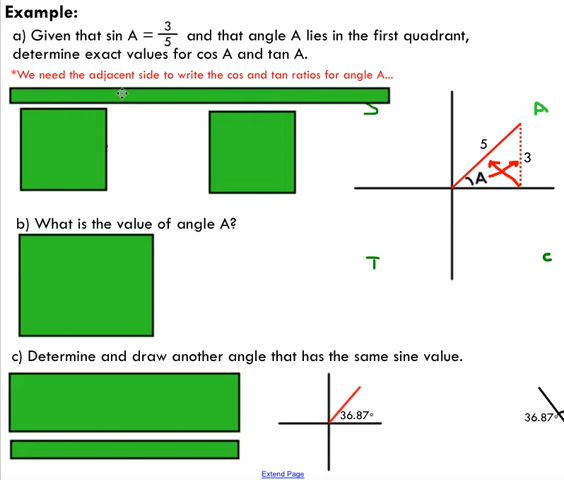 Example:
a) Given that sin A = 3/5 and that angle A lies in the first quadrant,
determine exact values for cos A and tan A.
*We need the adjacent side to write the cos and tan ratios for angle A...
S
A
5
3
A
b) What is the value of angle A?
T
C
c) Determine and draw another angle that has the same sine value.
36.87°
36.87°
Extend Page